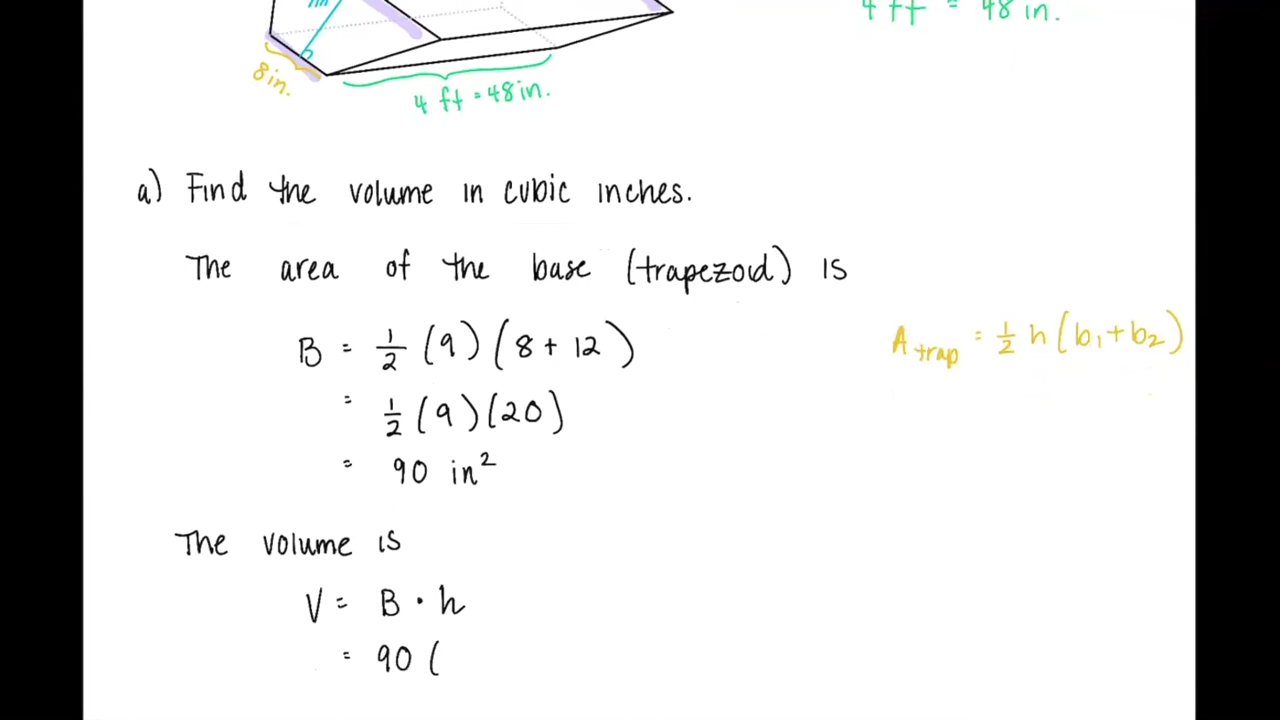 4 ft = 48 in.
8 in.
4 ft = 48 in.
a) Find the volume in cubic inches.
The area of the base (trapezoid) is
B = 1/2 (9)(8 + 12)
A trap = 1/2 h (b₁ + b₂)
= 1/2 (9)(20)
= 90 in²
The volume is
V = B · h
= 90 (